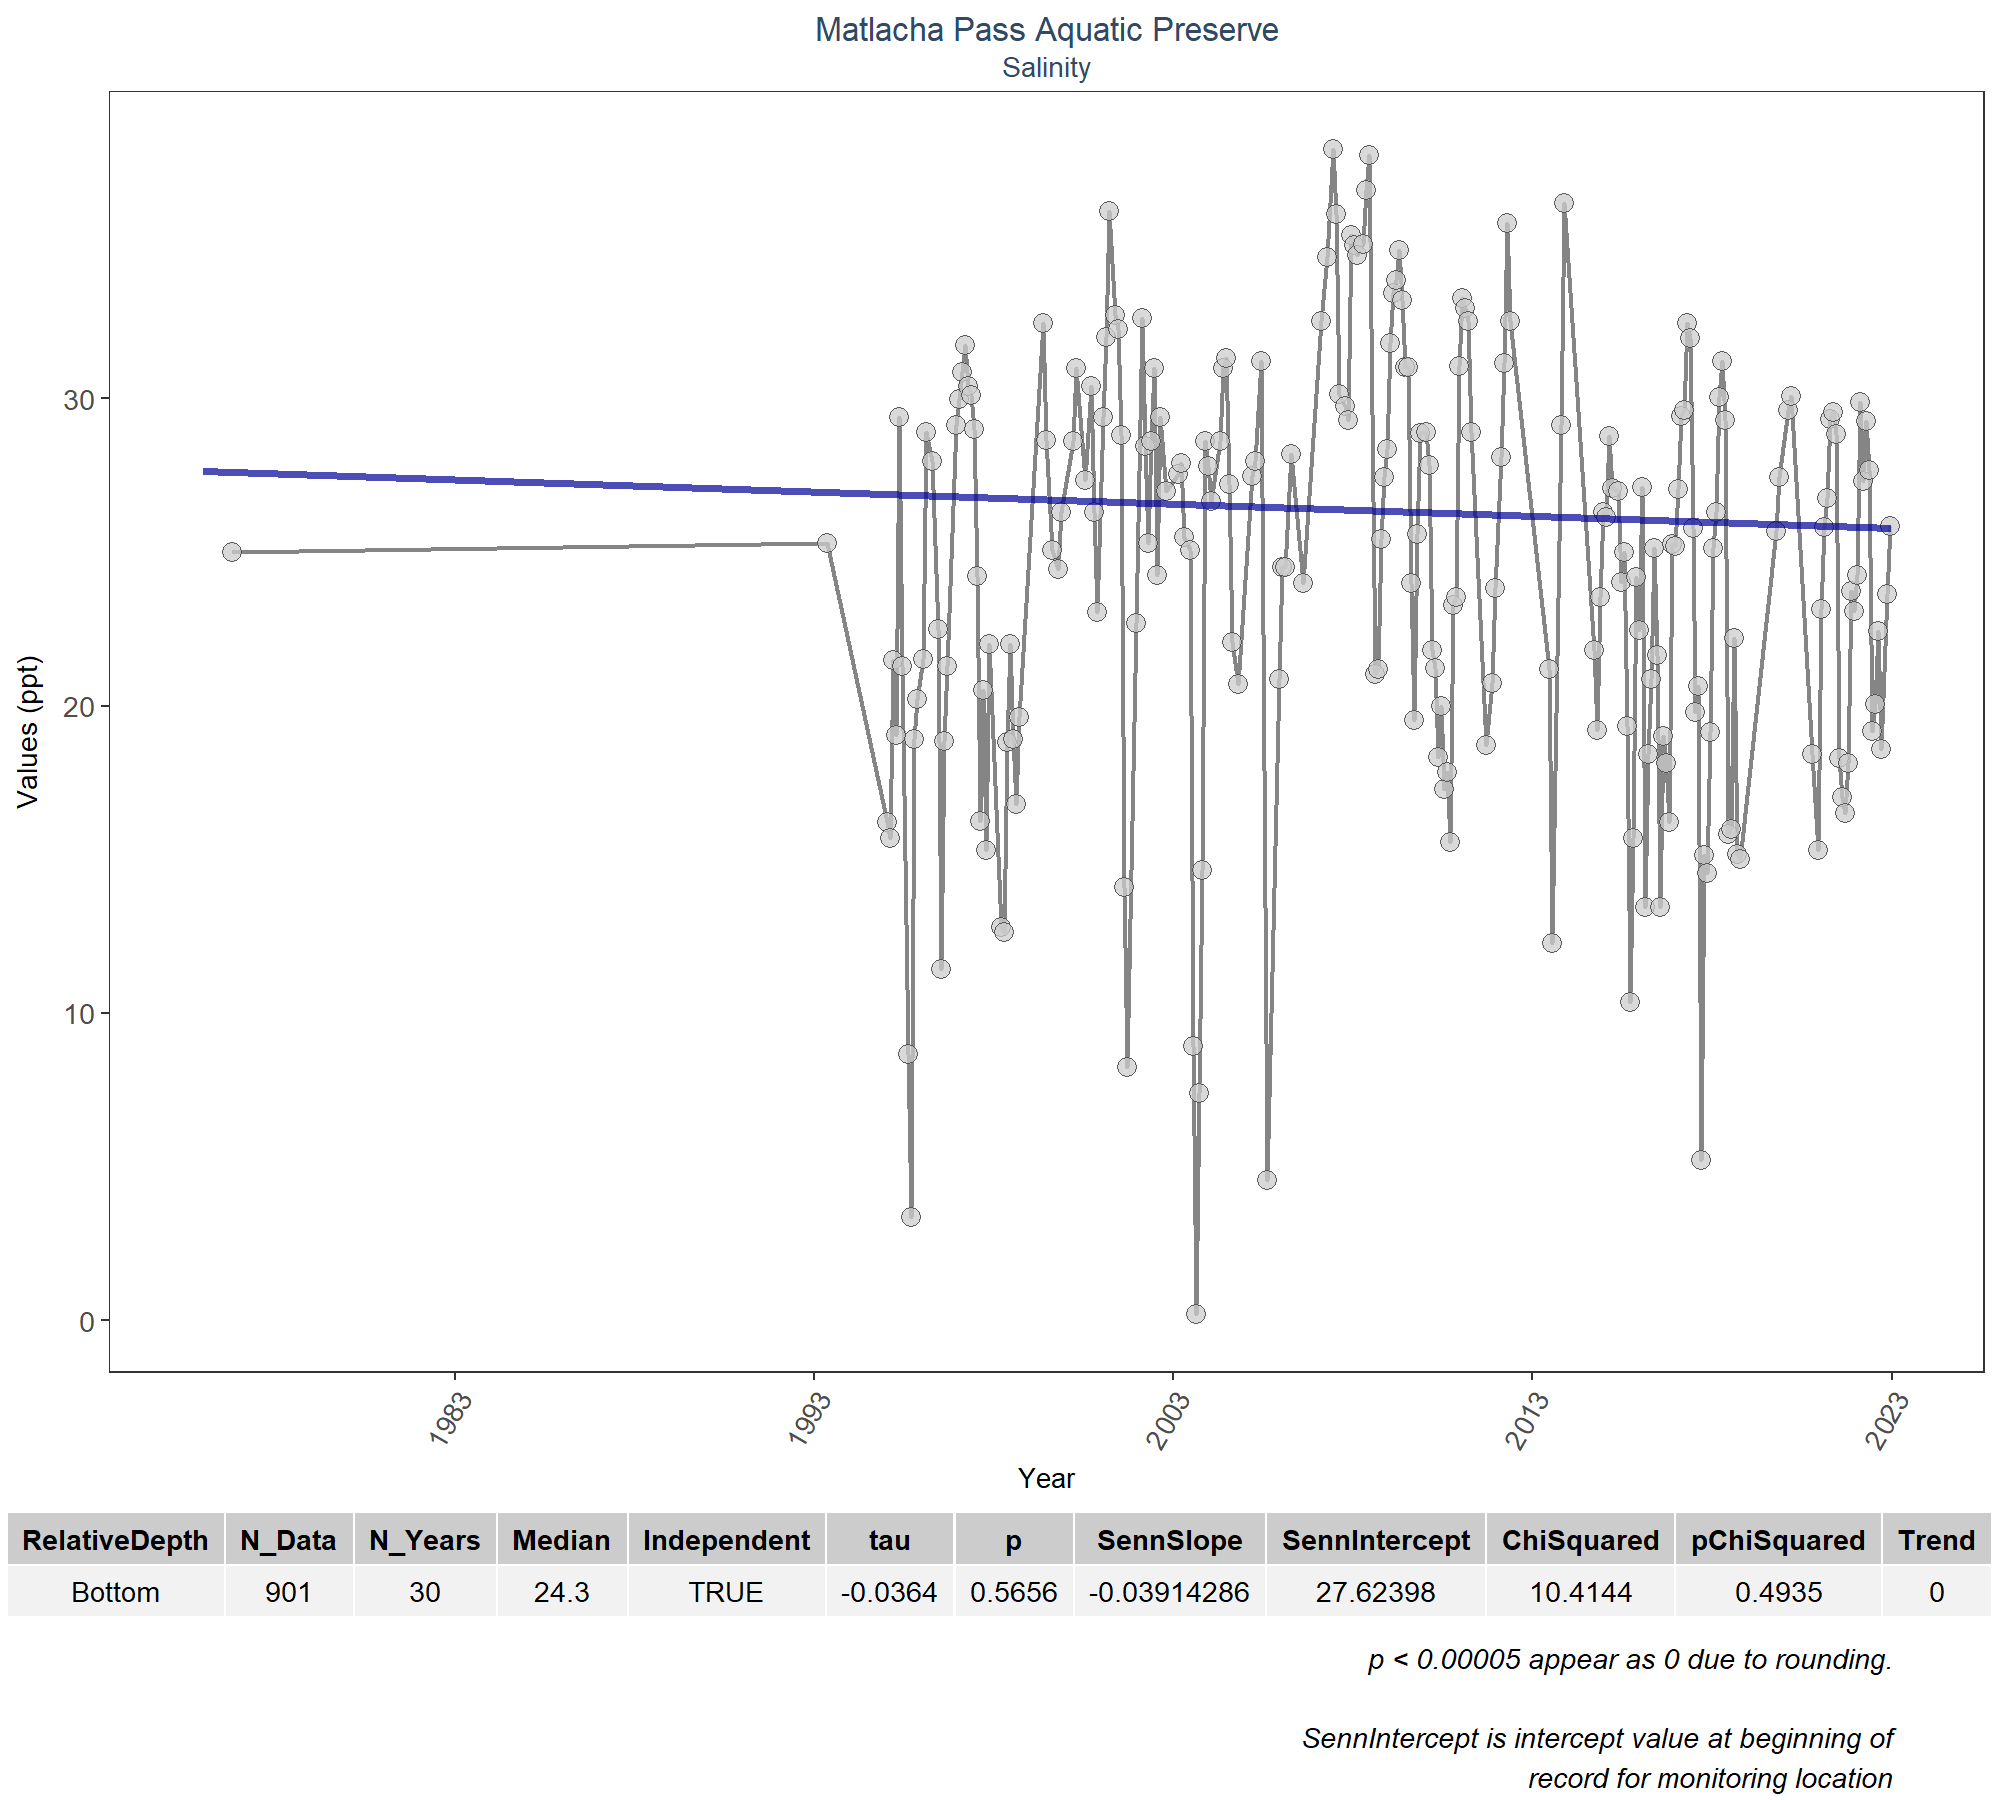 Matlacha Pass Aquatic Preserve
Salinity
Values (ppt)
30
20
10
0
1983 1993 2003 2013 2023
Year
RelativeDepth N_Data N_Years Median Independent tau p SennSlope SennIntercept ChiSquared pChiSquared Trend
Bottom 901 30 24.3 TRUE -0.0364 0.5656 -0.03914286 27.62398 10.4144 0.4935 0
p < 0.00005 appear as 0 due to rounding.
SennIntercept is intercept value at beginning of
record for monitoring location